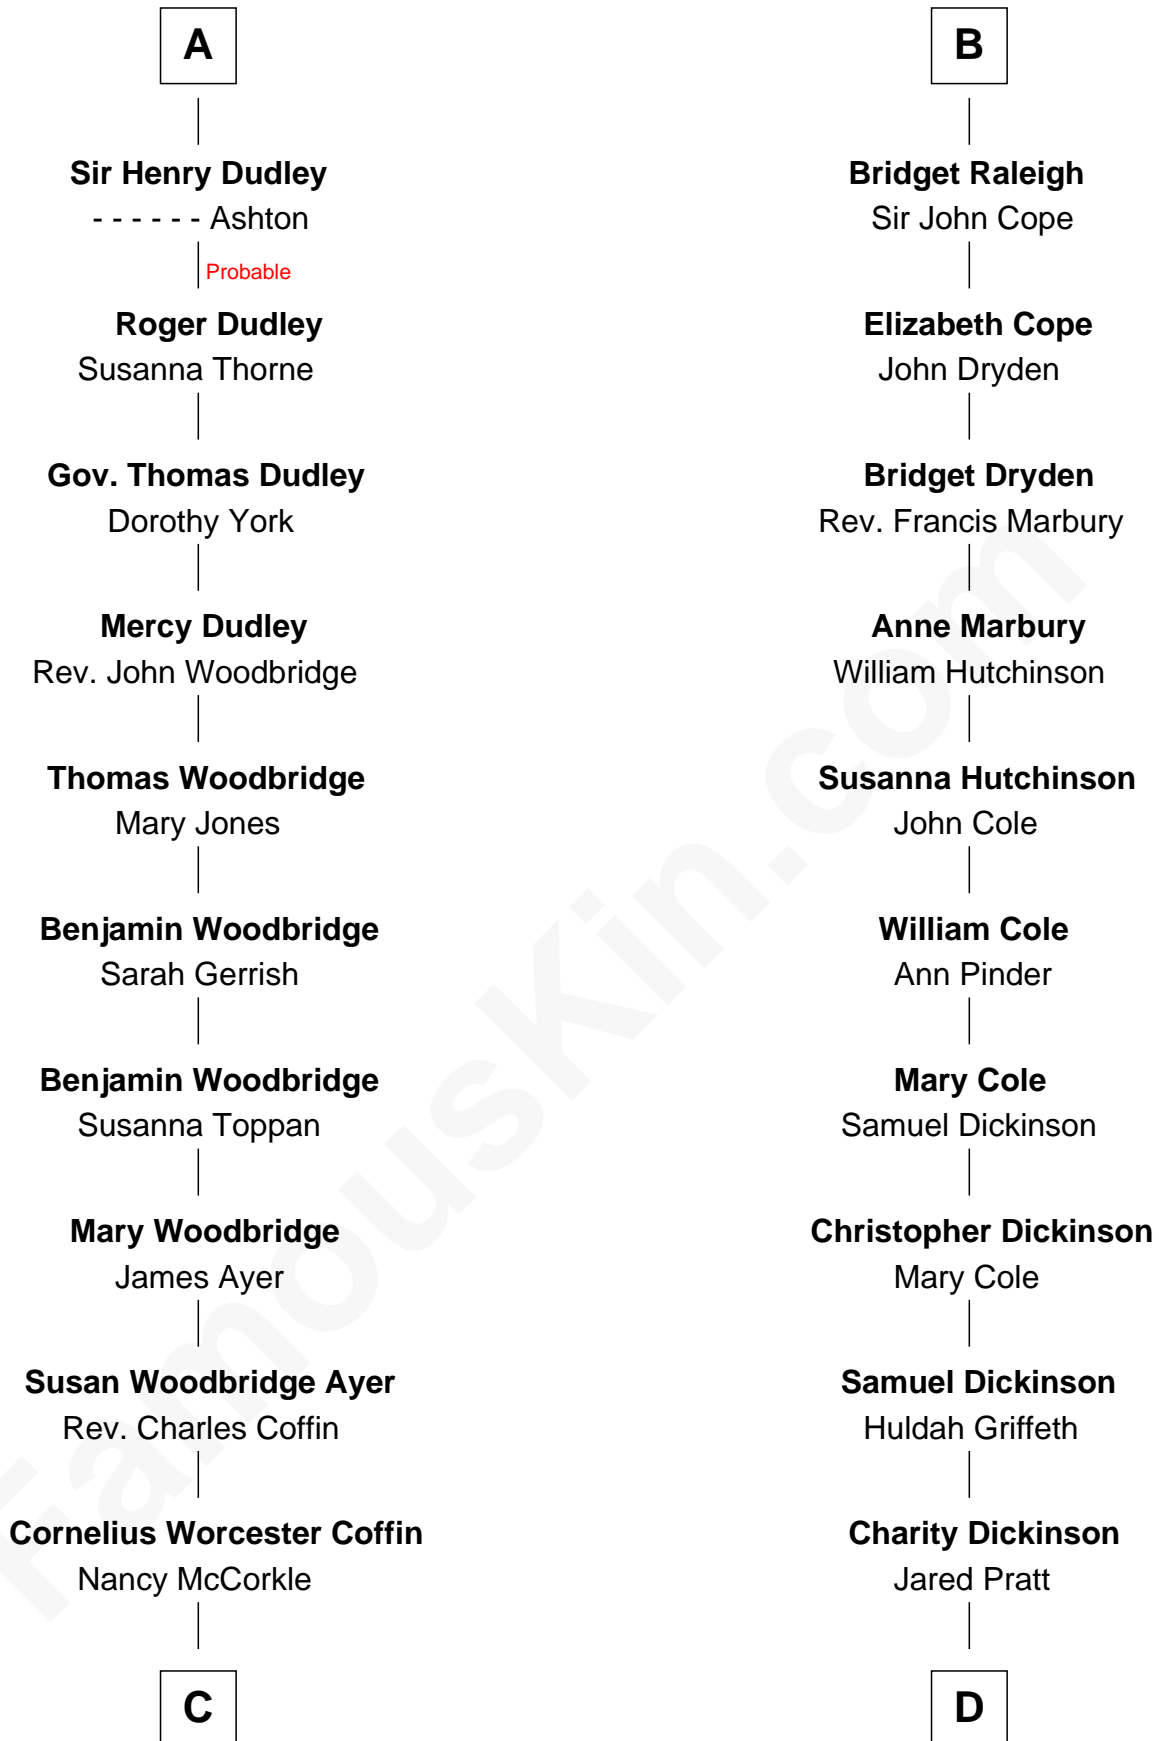 A
Sir Henry Dudley
- - - - - - Ashton
Probable
Roger Dudley
Susanna Thorne
Gov. Thomas Dudley
Dorothy York
Mercy Dudley
Rev. John Woodbridge
Thomas Woodbridge
Mary Jones
Benjamin Woodbridge
Sarah Gerrish
Benjamin Woodbridge
Susanna Toppan
Mary Woodbridge
James Ayer
Susan Woodbridge Ayer
Rev. Charles Coffin
Cornelius Worcester Coffin
Nancy McCorkle
C
B
Bridget Raleigh
Sir John Cope
Elizabeth Cope
John Dryden
Bridget Dryden
Rev. Francis Marbury
Anne Marbury
William Hutchinson
Susanna Hutchinson
John Cole
William Cole
Ann Pinder
Mary Cole
Samuel Dickinson
Christopher Dickinson
Mary Cole
Samuel Dickinson
Huldah Griffeth
Charity Dickinson
Jared Pratt
D
FamousKin.com